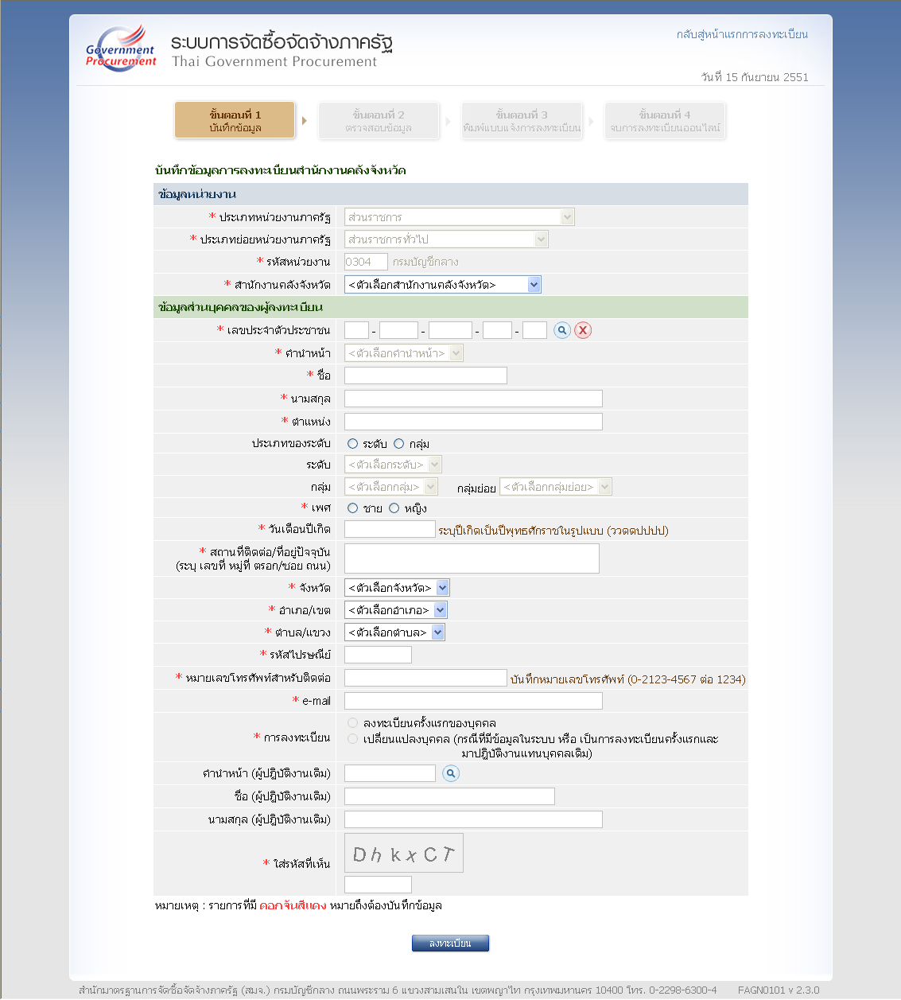 Government
Procurement
ระบบการจัดซื้อจัดจ้างภาครัฐ
Thai Government Procurement
กลับสู่หน้าแรกการลงทะเบียน
วันที่ 15 กันยายน 2551
ขั้นตอนที่ 1
บันทึกข้อมูล
ขั้นตอนที่ 2
ตรวจสอบข้อมูล
ขั้นตอนที่ 3
พิมพ์แบบแจ้งการลงทะเบียน
ขั้นตอนที่ 4
จบการลงทะเบียนออนไลน์
บันทึกข้อมูลการลงทะเบียนสำนักงานคลังจังหวัด
ข้อมูลหน่วยงาน
* ประเภทหน่วยงานภาครัฐ ส่วนราชการ
* ประเภทย่อยหน่วยงานภาครัฐ ส่วนราชการทั่วไป
* รหัสหน่วยงาน 0304 กรมบัญชีกลาง
* สำนักงานคลังจังหวัด <ตัวเลือกสำนักงานคลังจังหวัด>
ข้อมูลส่วนบุคคลของผู้ลงทะเบียน
* เลขประจำตัวประชาชน - - - - X
* คำนำหน้า <ตัวเลือกคำนำหน้า>
* ชื่อ
* นามสกุล
* ตำแหน่ง
ประเภทของระดับ ระดับ กลุ่ม
ระดับ <ตัวเลือกระดับ>
กลุ่ม <ตัวเลือกกลุ่ม> กลุ่มย่อย <ตัวเลือกกลุ่มย่อย>
* เพศ ชาย หญิง
* วันเดือนปีเกิด ระบุปีเกิดเป็นปีพุทธศักราชในรูปแบบ (ววดดปปปป)
* สถานที่ติดต่อ/ที่อยู่ปัจจุบัน
(ระบุ เลขที่ หมู่ที่ ตรอก/ซอย ถนน)
* จังหวัด <ตัวเลือกจังหวัด>
* อำเภอ/เขต <ตัวเลือกอำเภอ>
* ตำบล/แขวง <ตัวเลือกตำบล>
* รหัสไปรษณีย์
* หมายเลขโทรศัพท์สำหรับติดต่อ บันทึกหมายเลขโทรศัพท์ (0-2123-4567 ต่อ 1234)
* e-mail
* การลงทะเบียน ลงทะเบียนครั้งแรกของบุคคล
เปลี่ยนแปลงบุคคล (กรณีที่มีข้อมูลในระบบ หรือ เป็นการลงทะเบียนครั้งแรกและ
มาปฏิบัติงานแทนบุคคลเดิม)
คำนำหน้า (ผู้ปฏิบัติงานเดิม)
ชื่อ (ผู้ปฏิบัติงานเดิม)
นามสกุล (ผู้ปฏิบัติงานเดิม)
* ใส่รหัสที่เห็น DhkxCT
หมายเหตุ : รายการที่มี ดอกจันสีแดง หมายถึงต้องบันทึกข้อมูล
ลงทะเบียน
สำนักมาตรฐานการจัดซื้อจัดจ้างภาครัฐ (สมจ.) กรมบัญชีกลาง ถนนพระราม 6 แขวงสามเสนใน เขตพญาไท กรุงเทพมหานคร 10400 โทร. 0-2298-6300-4 FAGN0101 v 2.3.0